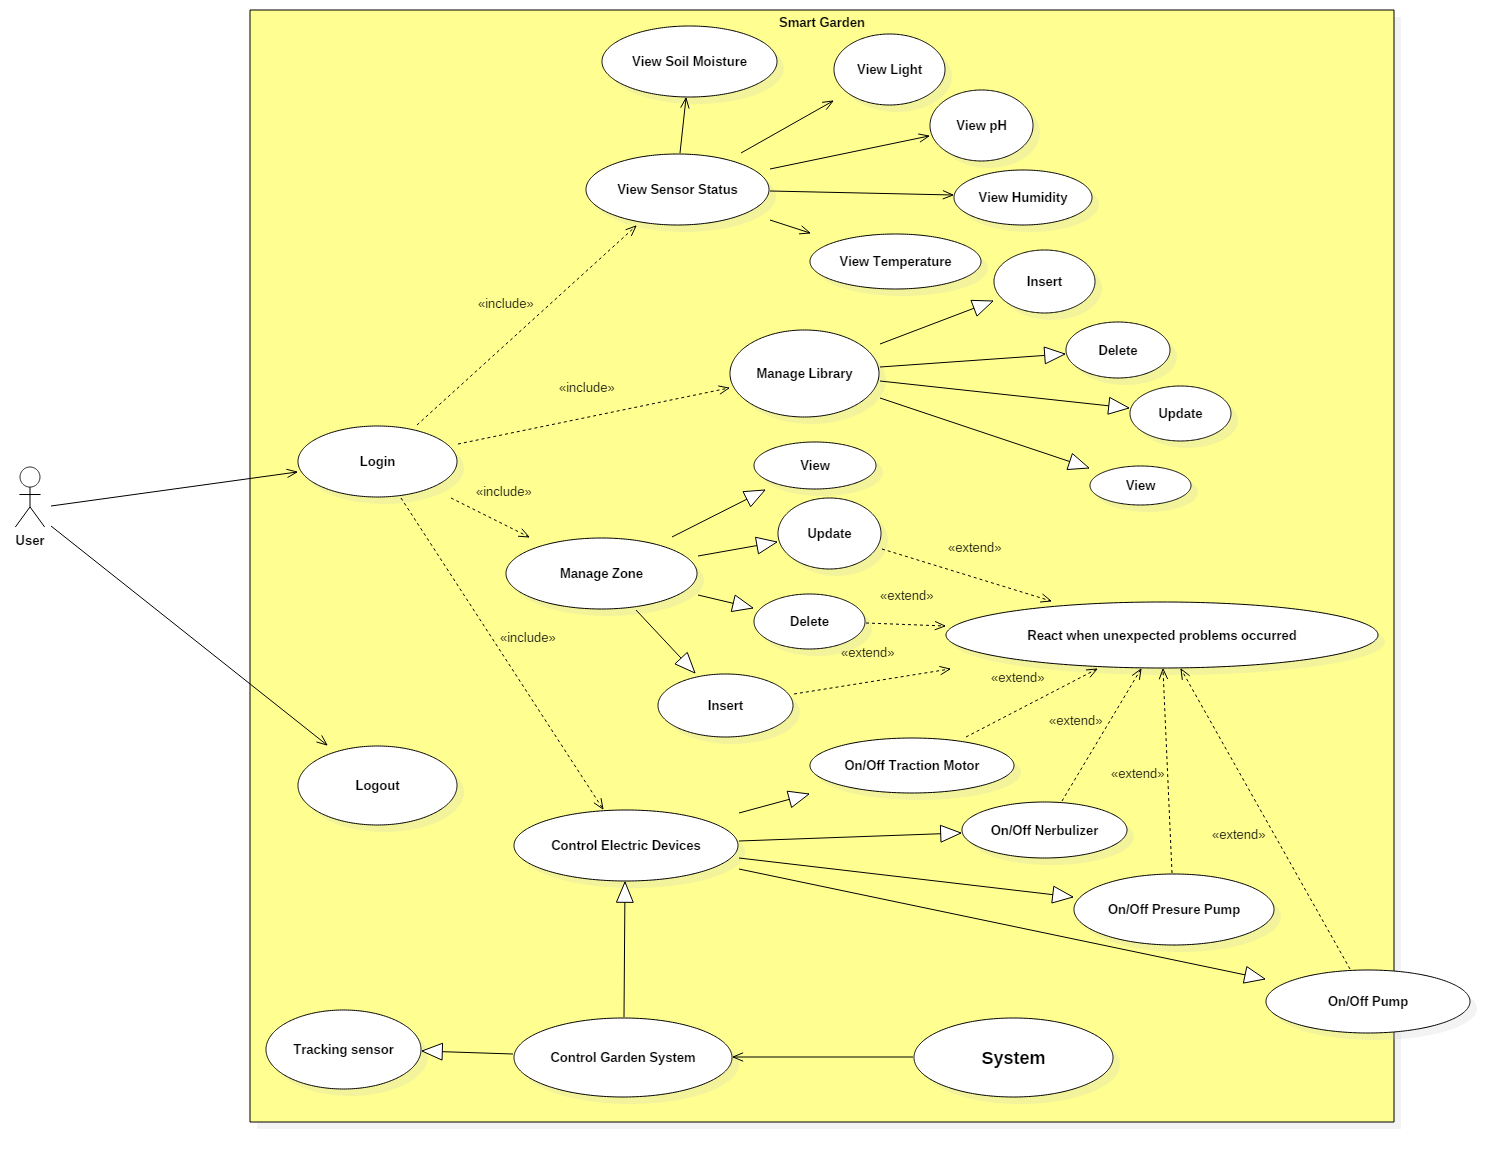 Smart Garden
View Soil Moisture
View Light
View pH
View Sensor Status
View Humidity
View Temperature
Insert
«include»
Delete
Manage Library
«include»
Update
Login
View
View
«include»
Update
User
«extend»
Manage Zone
«extend»
Delete
React when unexpected problems occurred
«include»
«extend»
«extend»
Insert
«extend»
On/Off Traction Motor
«extend»
Logout
On/Off Nerbulizer
«extend»
Control Electric Devices
On/Off Presure Pump
On/Off Pump
Tracking sensor
Control Garden System
System